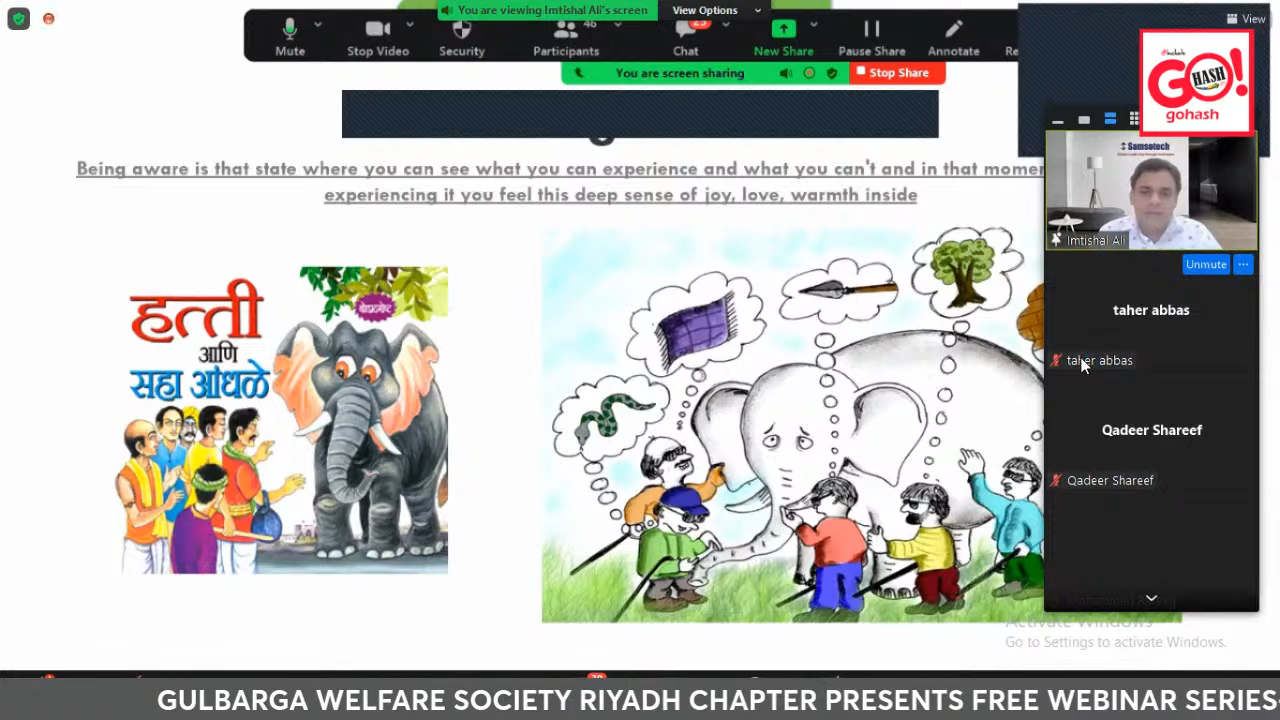 You are viewing Imtishal Ali's screen
View Options
View
Mute
Stop Video
Security
46
Participants
Chat
New Share
Pause Share
Annotate
You are screen sharing
Stop Share
GO!
HASH
gohash
Being aware is that state where you can see what you can experience and what you can't and in that
experiencing it you feel this deep sense of joy, love, warmth inside
हत्ती
आणि
सहा आंधळे
Samsotech
Imtishal Ali
Unmute
taher abbas
taher abbas
Qadeer Shareef
Qadeer Shareef
Activate Windows
Go to Settings to activate Windows.
GULBARGA WELFARE SOCIETY RIYADH CHAPTER PRESENTS FREE WEBINAR SERIES